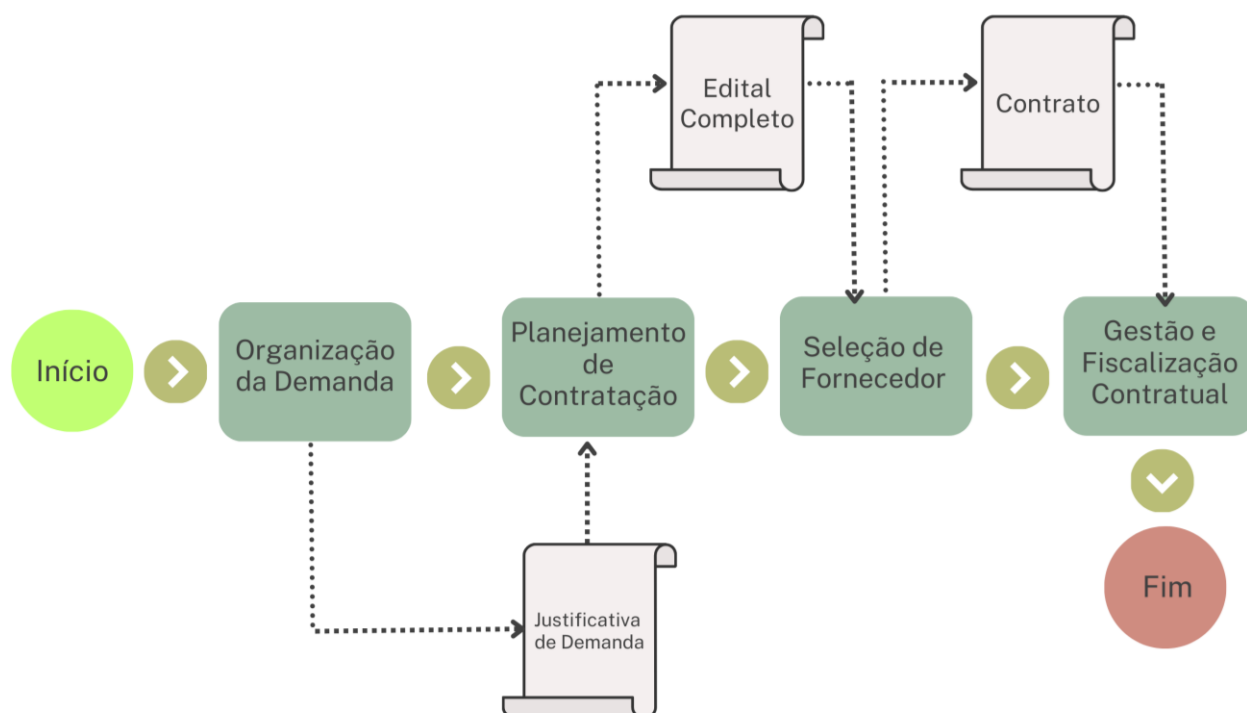 Edital
Completo
Contrato
Início
Organização
da Demanda
Planejamento
de
Contratação
Seleção de
Fornecedor
Gestão e
Fiscalização
Contratual
Justificativa
de Demanda
Fim